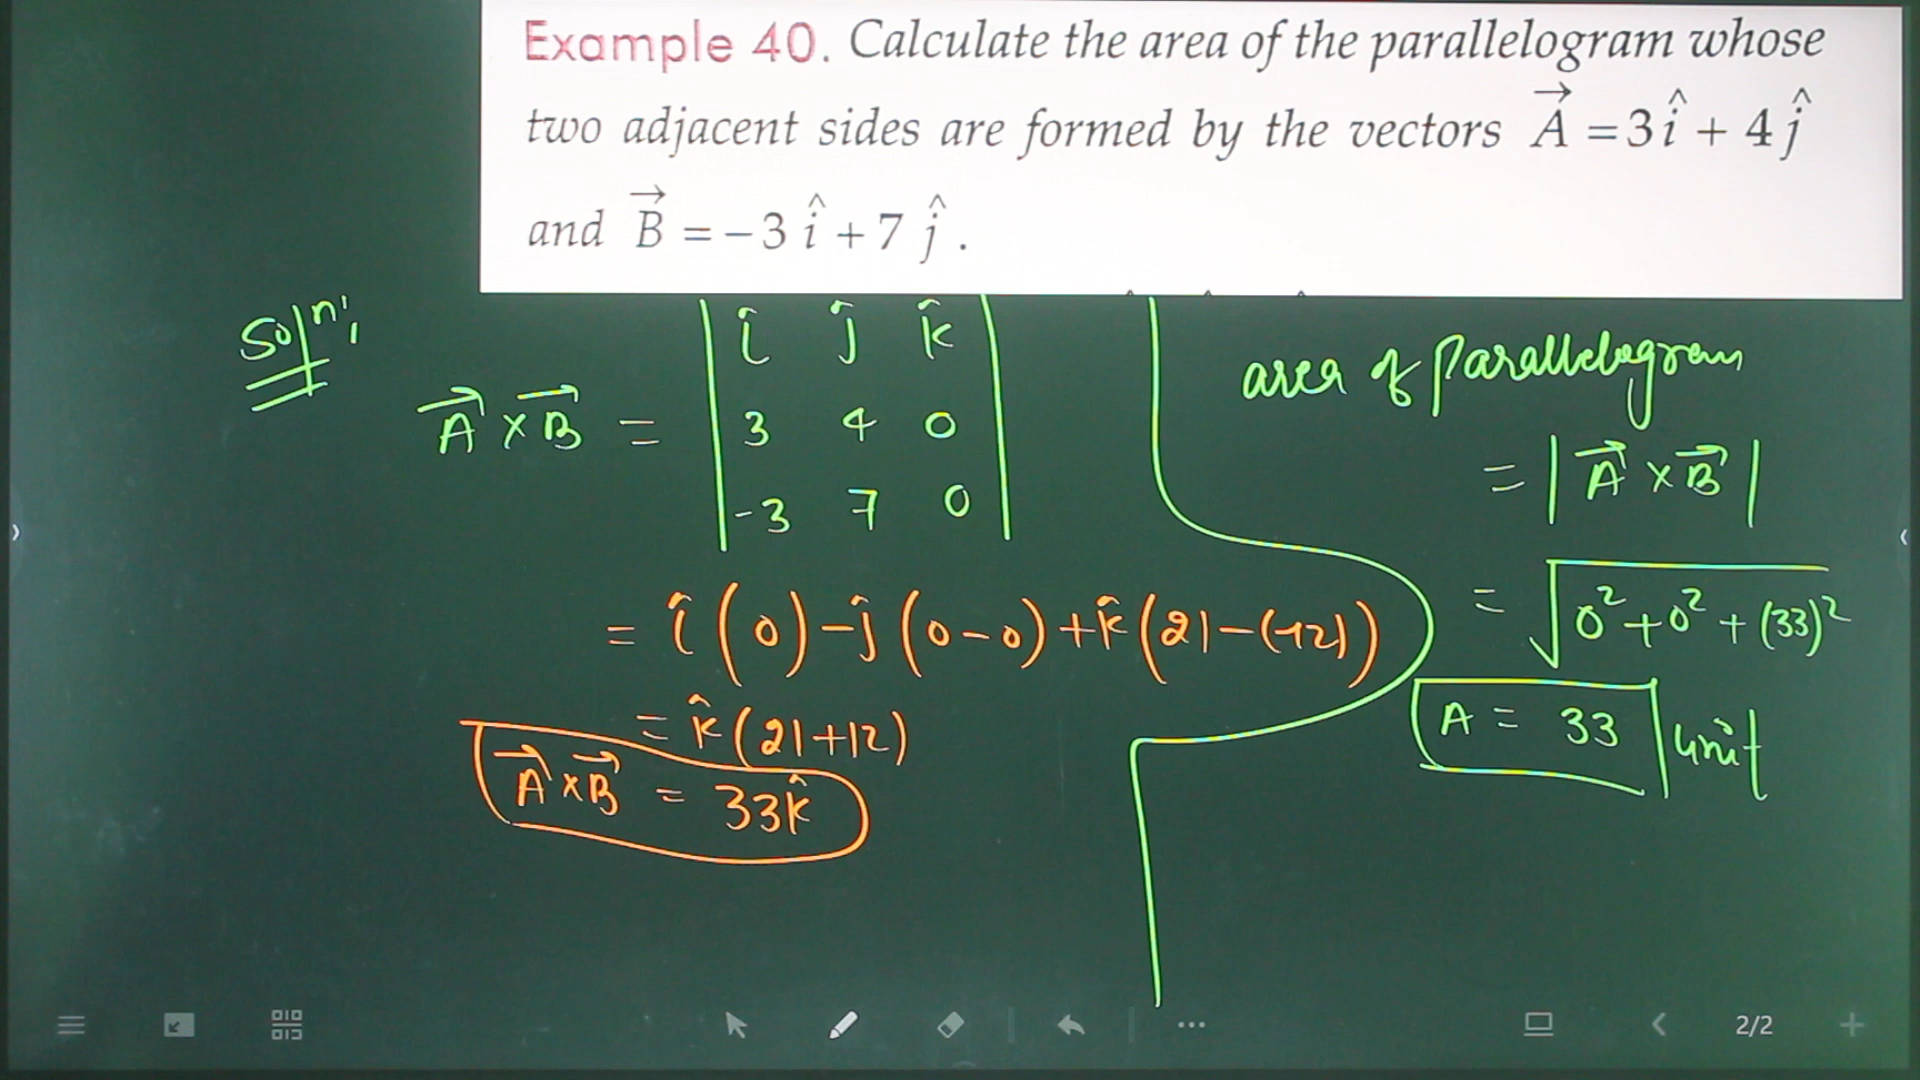 Example 40. Calculate the area of the parallelogram whose
two adjacent sides are formed by the vectors A⃗ = 3î + 4ĵ
and B⃗ = −3î + 7ĵ.
Soln,
A⃗ × B⃗ = | î ĵ k̂ |
| 3 4 0 |
| -3 7 0 |
= î(0) − ĵ(0−0) + k̂(21−(−12))
= k̂(21+12)
A⃗ × B⃗ = 33k̂
area of parallelogram
= |A⃗ × B⃗|
= √0² + 0² + (33)²
A = 33 unit
2/2